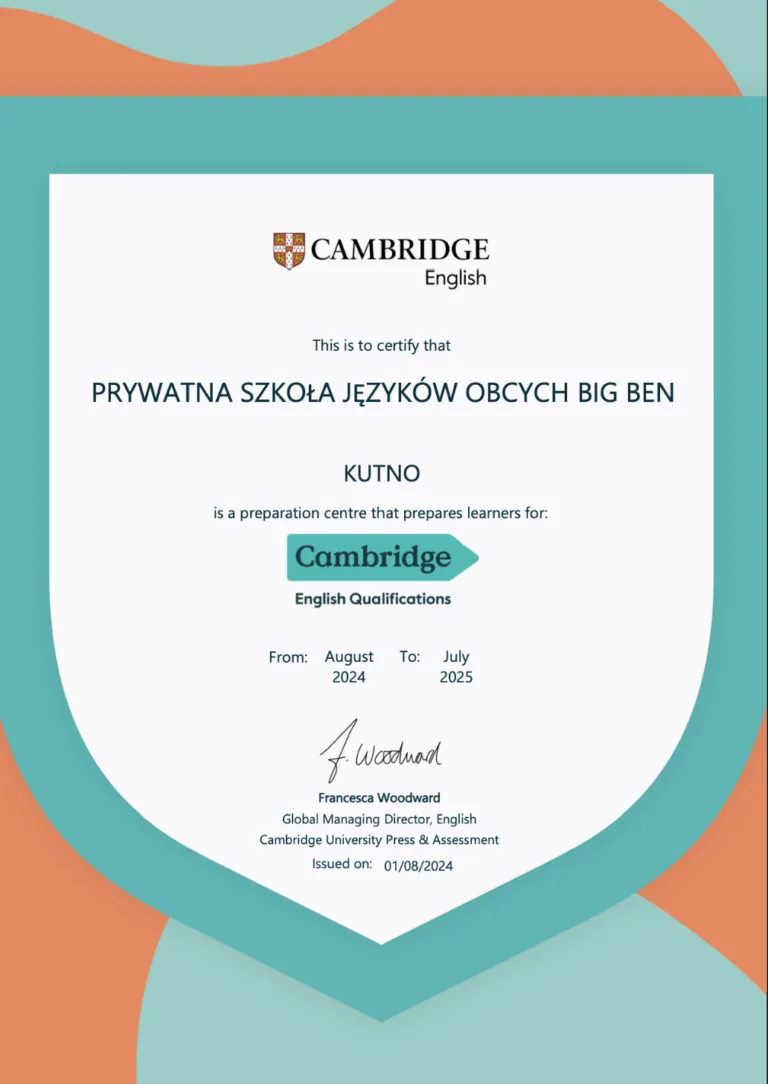 CAMBRIDGE
English
This is to certify that
PRYWATNA SZKOŁA JĘZYKÓW OBCYCH BIG BEN
KUTNO
is a preparation centre that prepares learners for:
Cambridge
English Qualifications
From: August To: July
2024 2025
F. Woodward
Francesca Woodward
Global Managing Director, English
Cambridge University Press & Assessment
Issued on: 01/08/2024